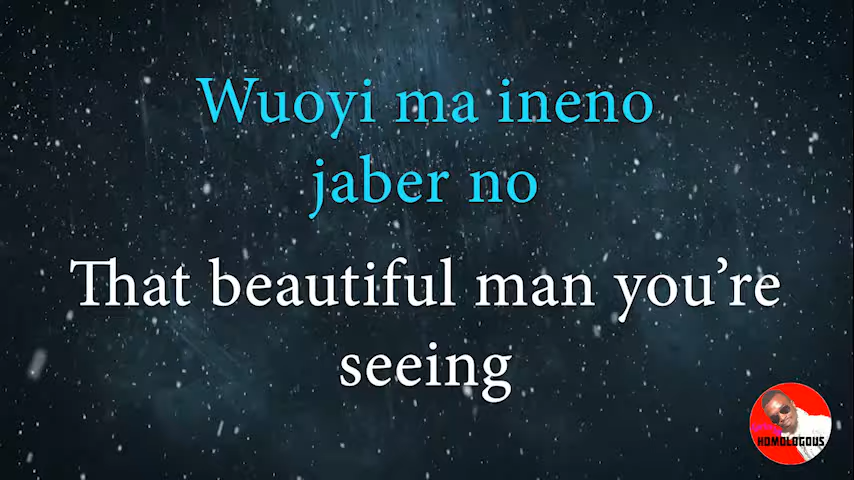 Wuoyi ma ineno
jaber no
That beautiful man you're
seeing
HOMOLOGOUS